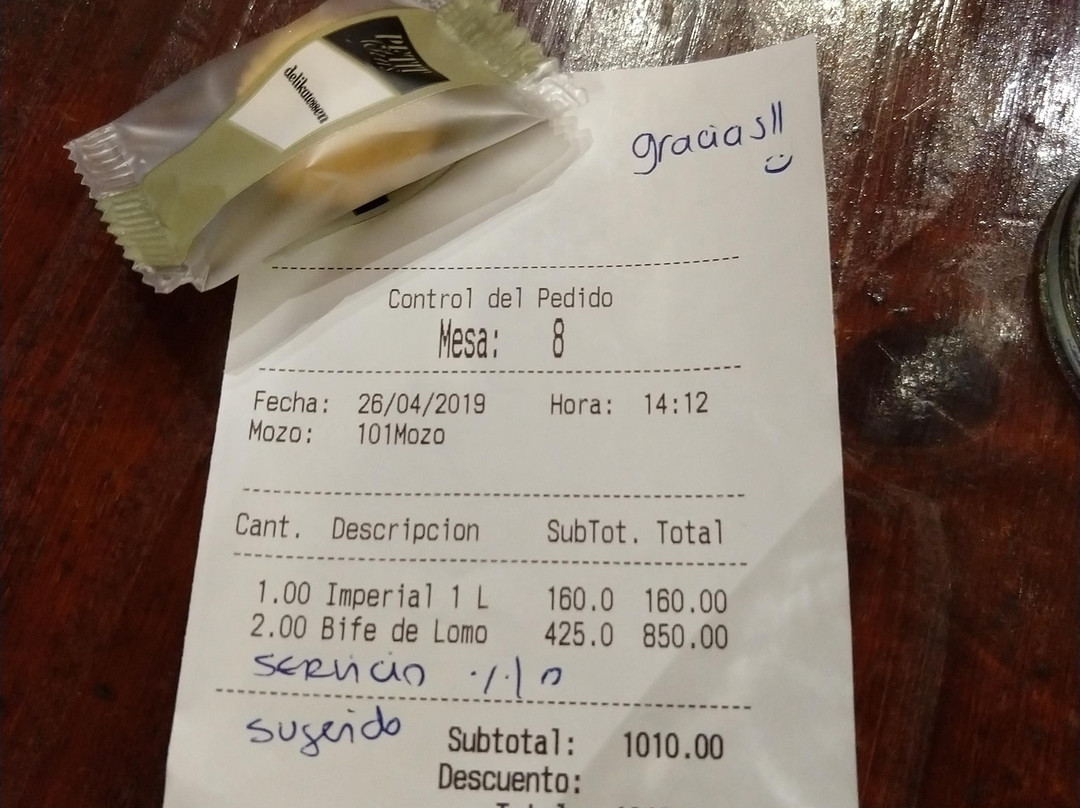 delikatessen
gracias!!
Control del Pedido
Mesa: 8
Fecha: 26/04/2019 Hora: 14:12
Mozo: 101Mozo
Cant. Descripcion SubTot. Total
1.00 Imperial 1 L 160.0 160.00
2.00 Bife de Lomo 425.0 850.00
SERVICIO
sugerido
Subtotal: 1010.00
Descuento: